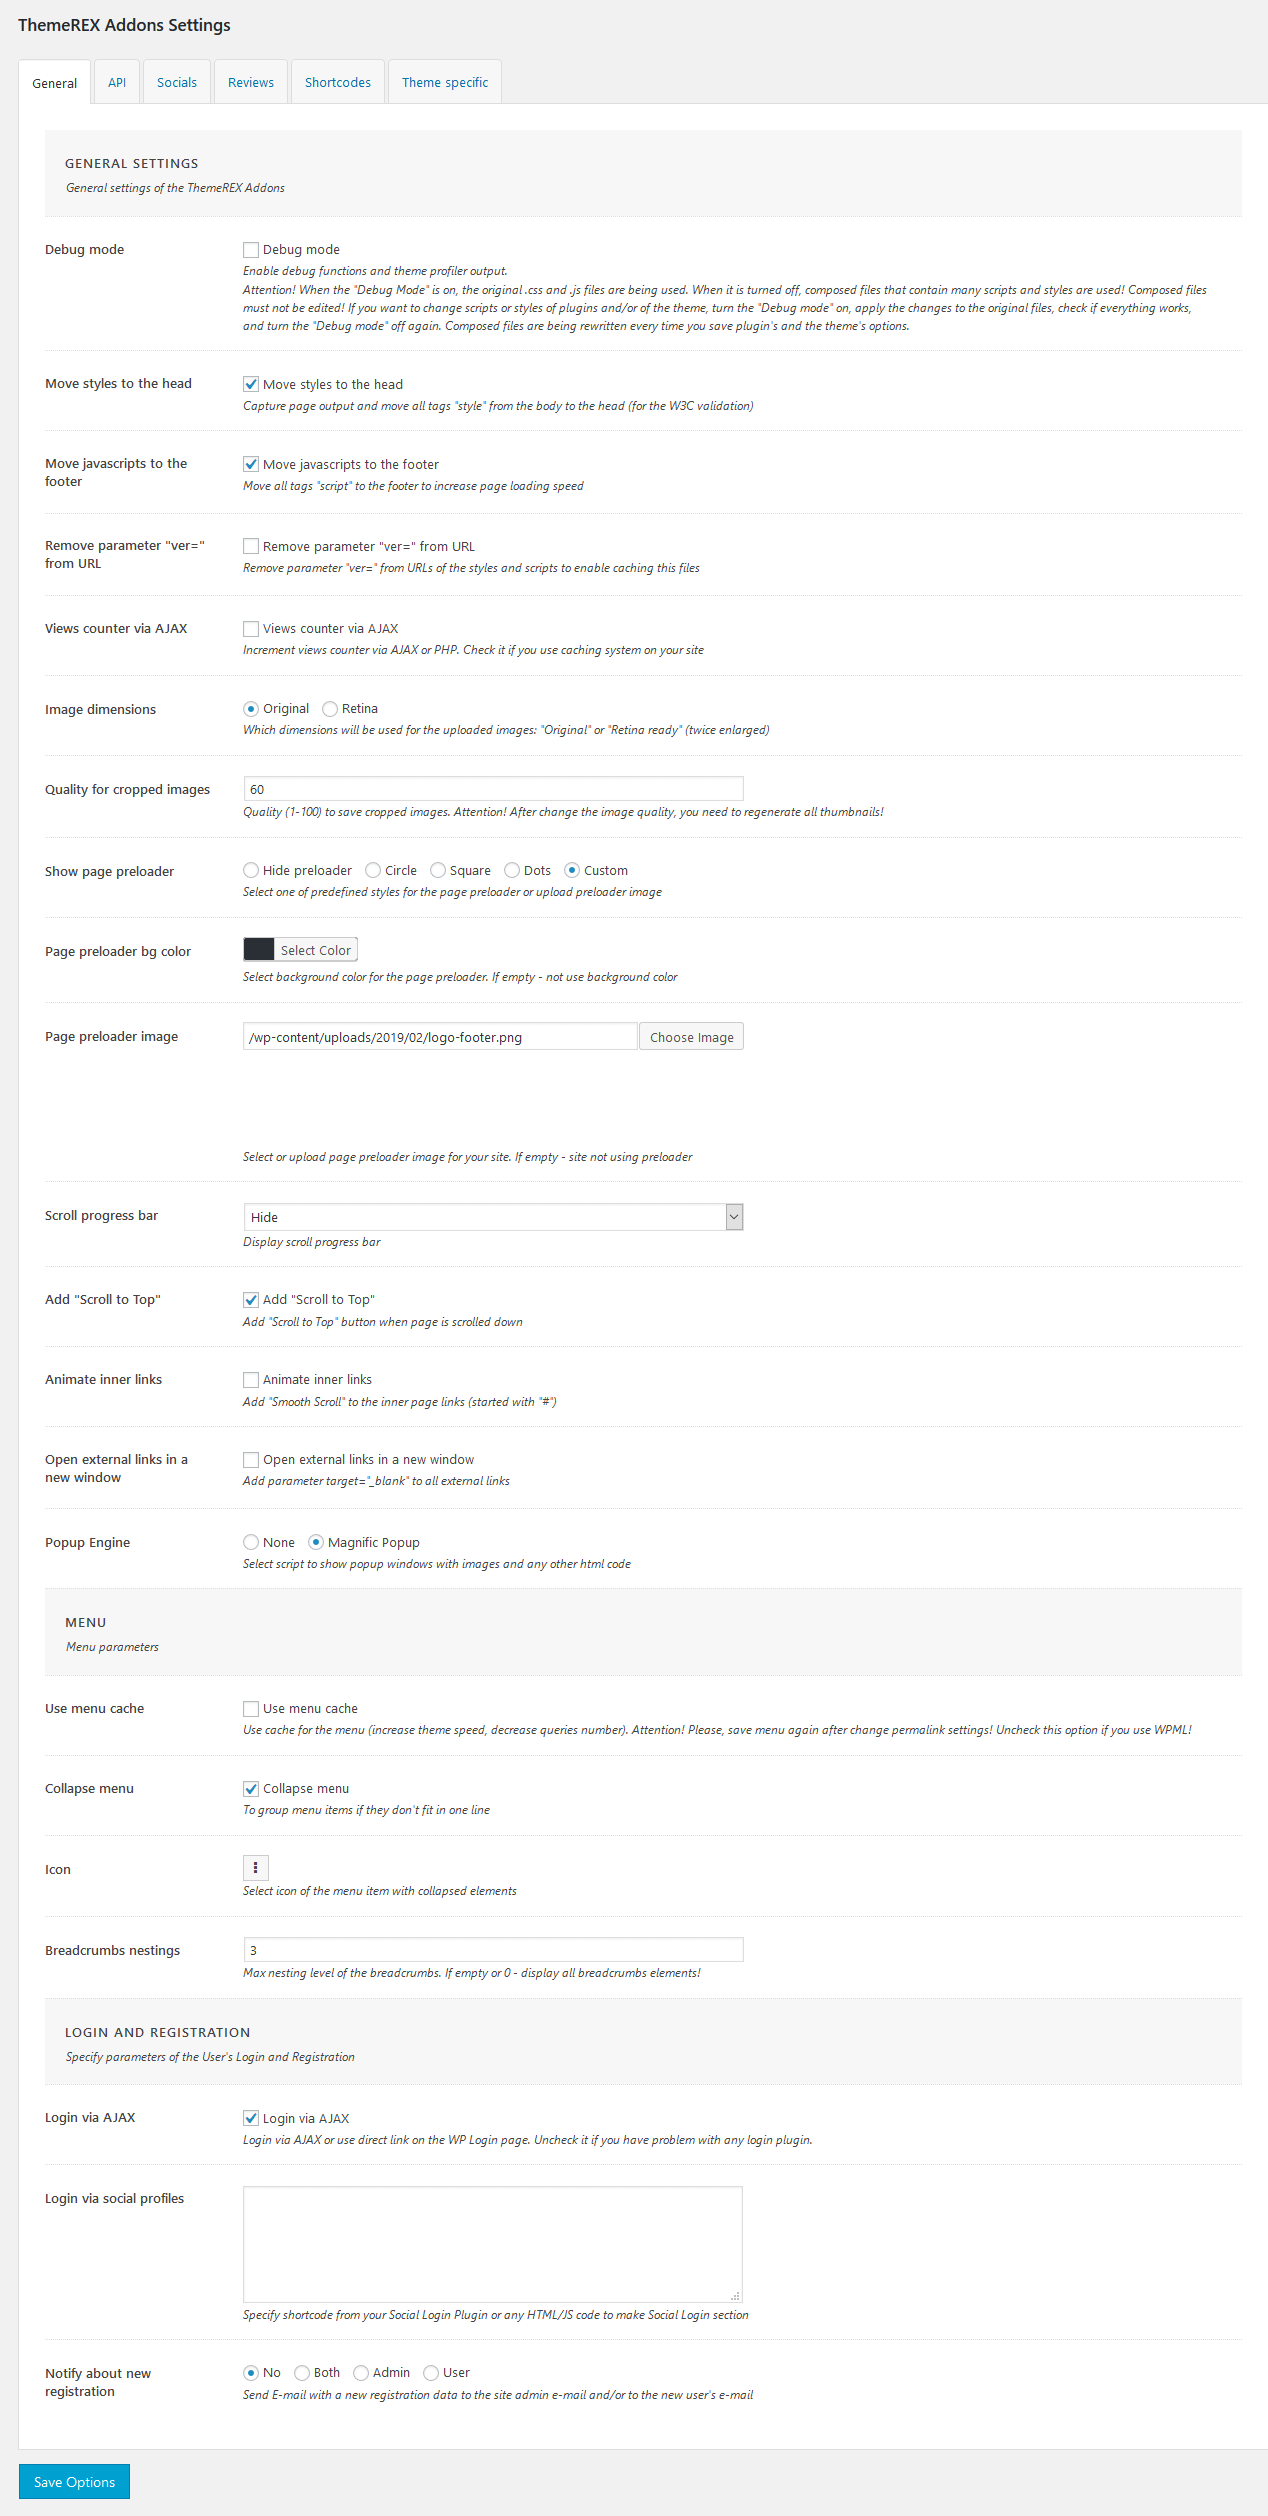 ThemeREX Addons Settings
General
API
Socials
Reviews
Shortcodes
Theme specific
GENERAL SETTINGS
General settings of the ThemeREX Addons
Debug mode
Debug mode
Enable debug functions and theme profiler output.
Attention! When the "Debug Mode" is on, the original .css and .js files are being used. When it is turned off, composed files that contain many scripts and styles are used! Composed files
must not be edited! If you want to change scripts or styles of plugins and/or of the theme, turn the "Debug mode" on, apply the changes to the original files, check if everything works,
and turn the "Debug mode" off again. Composed files are being rewritten every time you save plugin's and the theme's options.
Move styles to the head
Move styles to the head
Capture page output and move all tags "style" from the body to the head (for the W3C validation)
Move javascripts to the
footer
Move javascripts to the footer
Move all tags "script" to the footer to increase page loading speed
Remove parameter "ver="
from URL
Remove parameter "ver=" from URL
Remove parameter "ver=" from URLs of the styles and scripts to enable caching this files
Views counter via AJAX
Views counter via AJAX
Increment views counter via AJAX or PHP. Check it if you use caching system on your site
Image dimensions
Original
Retina
Which dimensions will be used for the uploaded images: "Original" or "Retina ready" (twice enlarged)
Quality for cropped images
60
Quality (1-100) to save cropped images. Attention! After change the image quality, you need to regenerate all thumbnails!
Show page preloader
Hide preloader
Circle
Square
Dots
Custom
Select one of predefined styles for the page preloader or upload preloader image
Page preloader bg color
Select Color
Select background color for the page preloader. If empty - not use background color
Page preloader image
/wp-content/uploads/2019/02/logo-footer.png
Choose Image
Select or upload page preloader image for your site. If empty - site not using preloader
Scroll progress bar
Hide
Display scroll progress bar
Add "Scroll to Top"
Add "Scroll to Top"
Add "Scroll to Top" button when page is scrolled down
Animate inner links
Animate inner links
Add "Smooth Scroll" to the inner page links (started with "#")
Open external links in a
new window
Open external links in a new window
Add parameter target="_blank" to all external links
Popup Engine
None
Magnific Popup
Select script to show popup windows with images and any other html code
MENU
Menu parameters
Use menu cache
Use menu cache
Use cache for the menu (increase theme speed, decrease queries number). Attention! Please, save menu again after change permalink settings! Uncheck this option if you use WPML!
Collapse menu
Collapse menu
To group menu items if they don't fit in one line
Icon
Select icon of the menu item with collapsed elements
Breadcrumbs nestings
3
Max nesting level of the breadcrumbs. If empty or 0 - display all breadcrumbs elements!
LOGIN AND REGISTRATION
Specify parameters of the User's Login and Registration
Login via AJAX
Login via AJAX
Login via AJAX or use direct link on the WP Login page. Uncheck it if you have problem with any login plugin.
Login via social profiles
Specify shortcode from your Social Login Plugin or any HTML/JS code to make Social Login section
Notify about new
registration
No
Both
Admin
User
Send E-mail with a new registration data to the site admin e-mail and/or to the new user's e-mail
Save Options